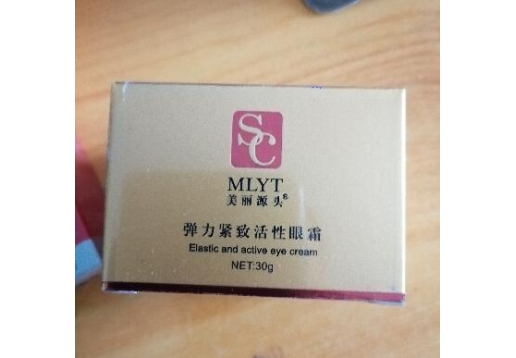 SC
MLYT
美丽源头®
弹力紧致活性眼霜
Elastic and active eye cream
NET:30g